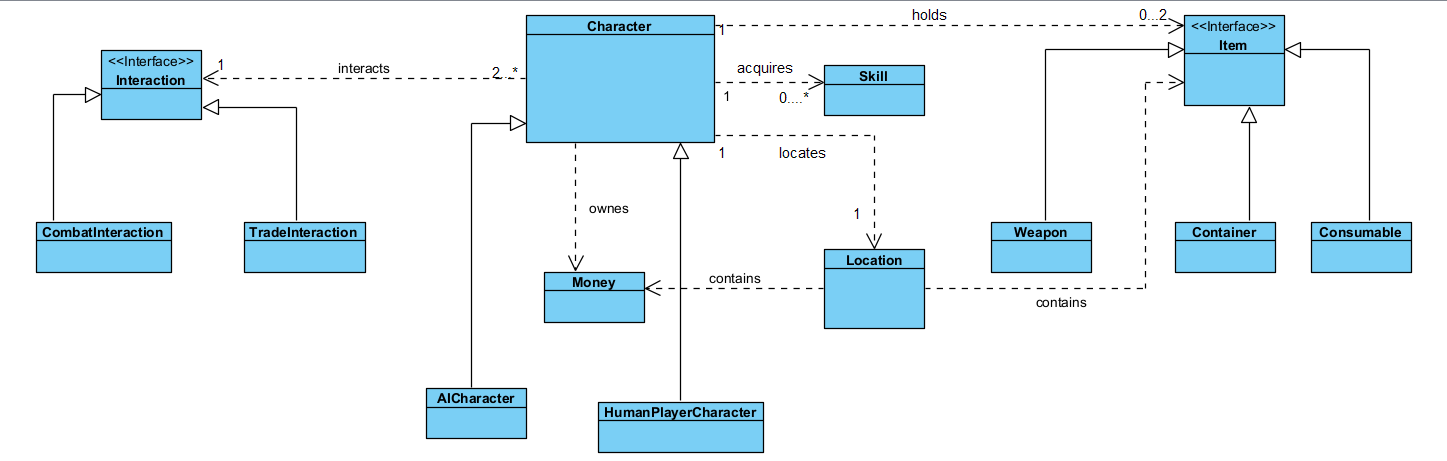 Character
holds
0...2
<<Interface>>
Item
1
<<Interface>>
Interaction
1
interacts
2...*
acquires
Skill
1
0....*
1
locates
ownes
1
CombatInteraction
TradeInteraction
Weapon
Container
Consumable
Location
Money
contains
contains
AICharacter
HumanPlayerCharacter